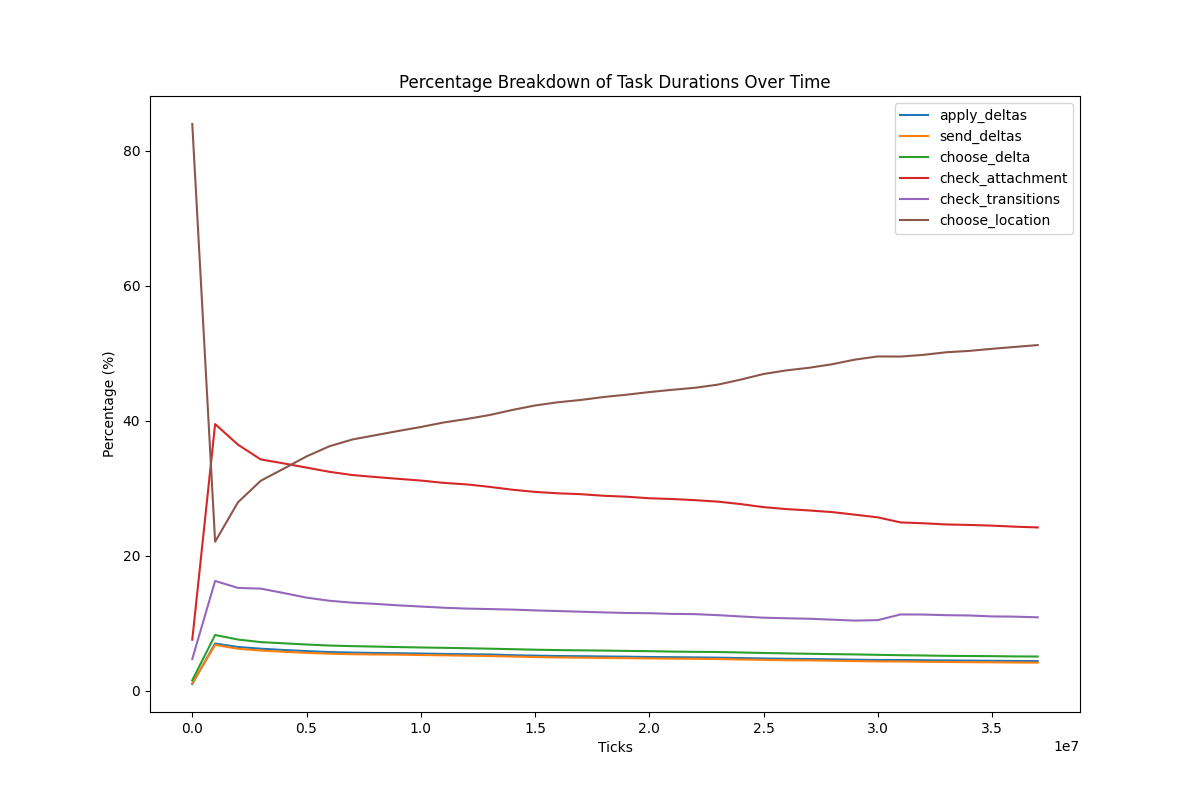 Percentage Breakdown of Task Durations Over Time
apply_deltas
send_deltas
choose_delta
check_attachment
check_transitions
choose_location
Percentage (%)
80
60
40
20
0
0.0 0.5 1.0 1.5 2.0 2.5 3.0 3.5
1e7
Ticks